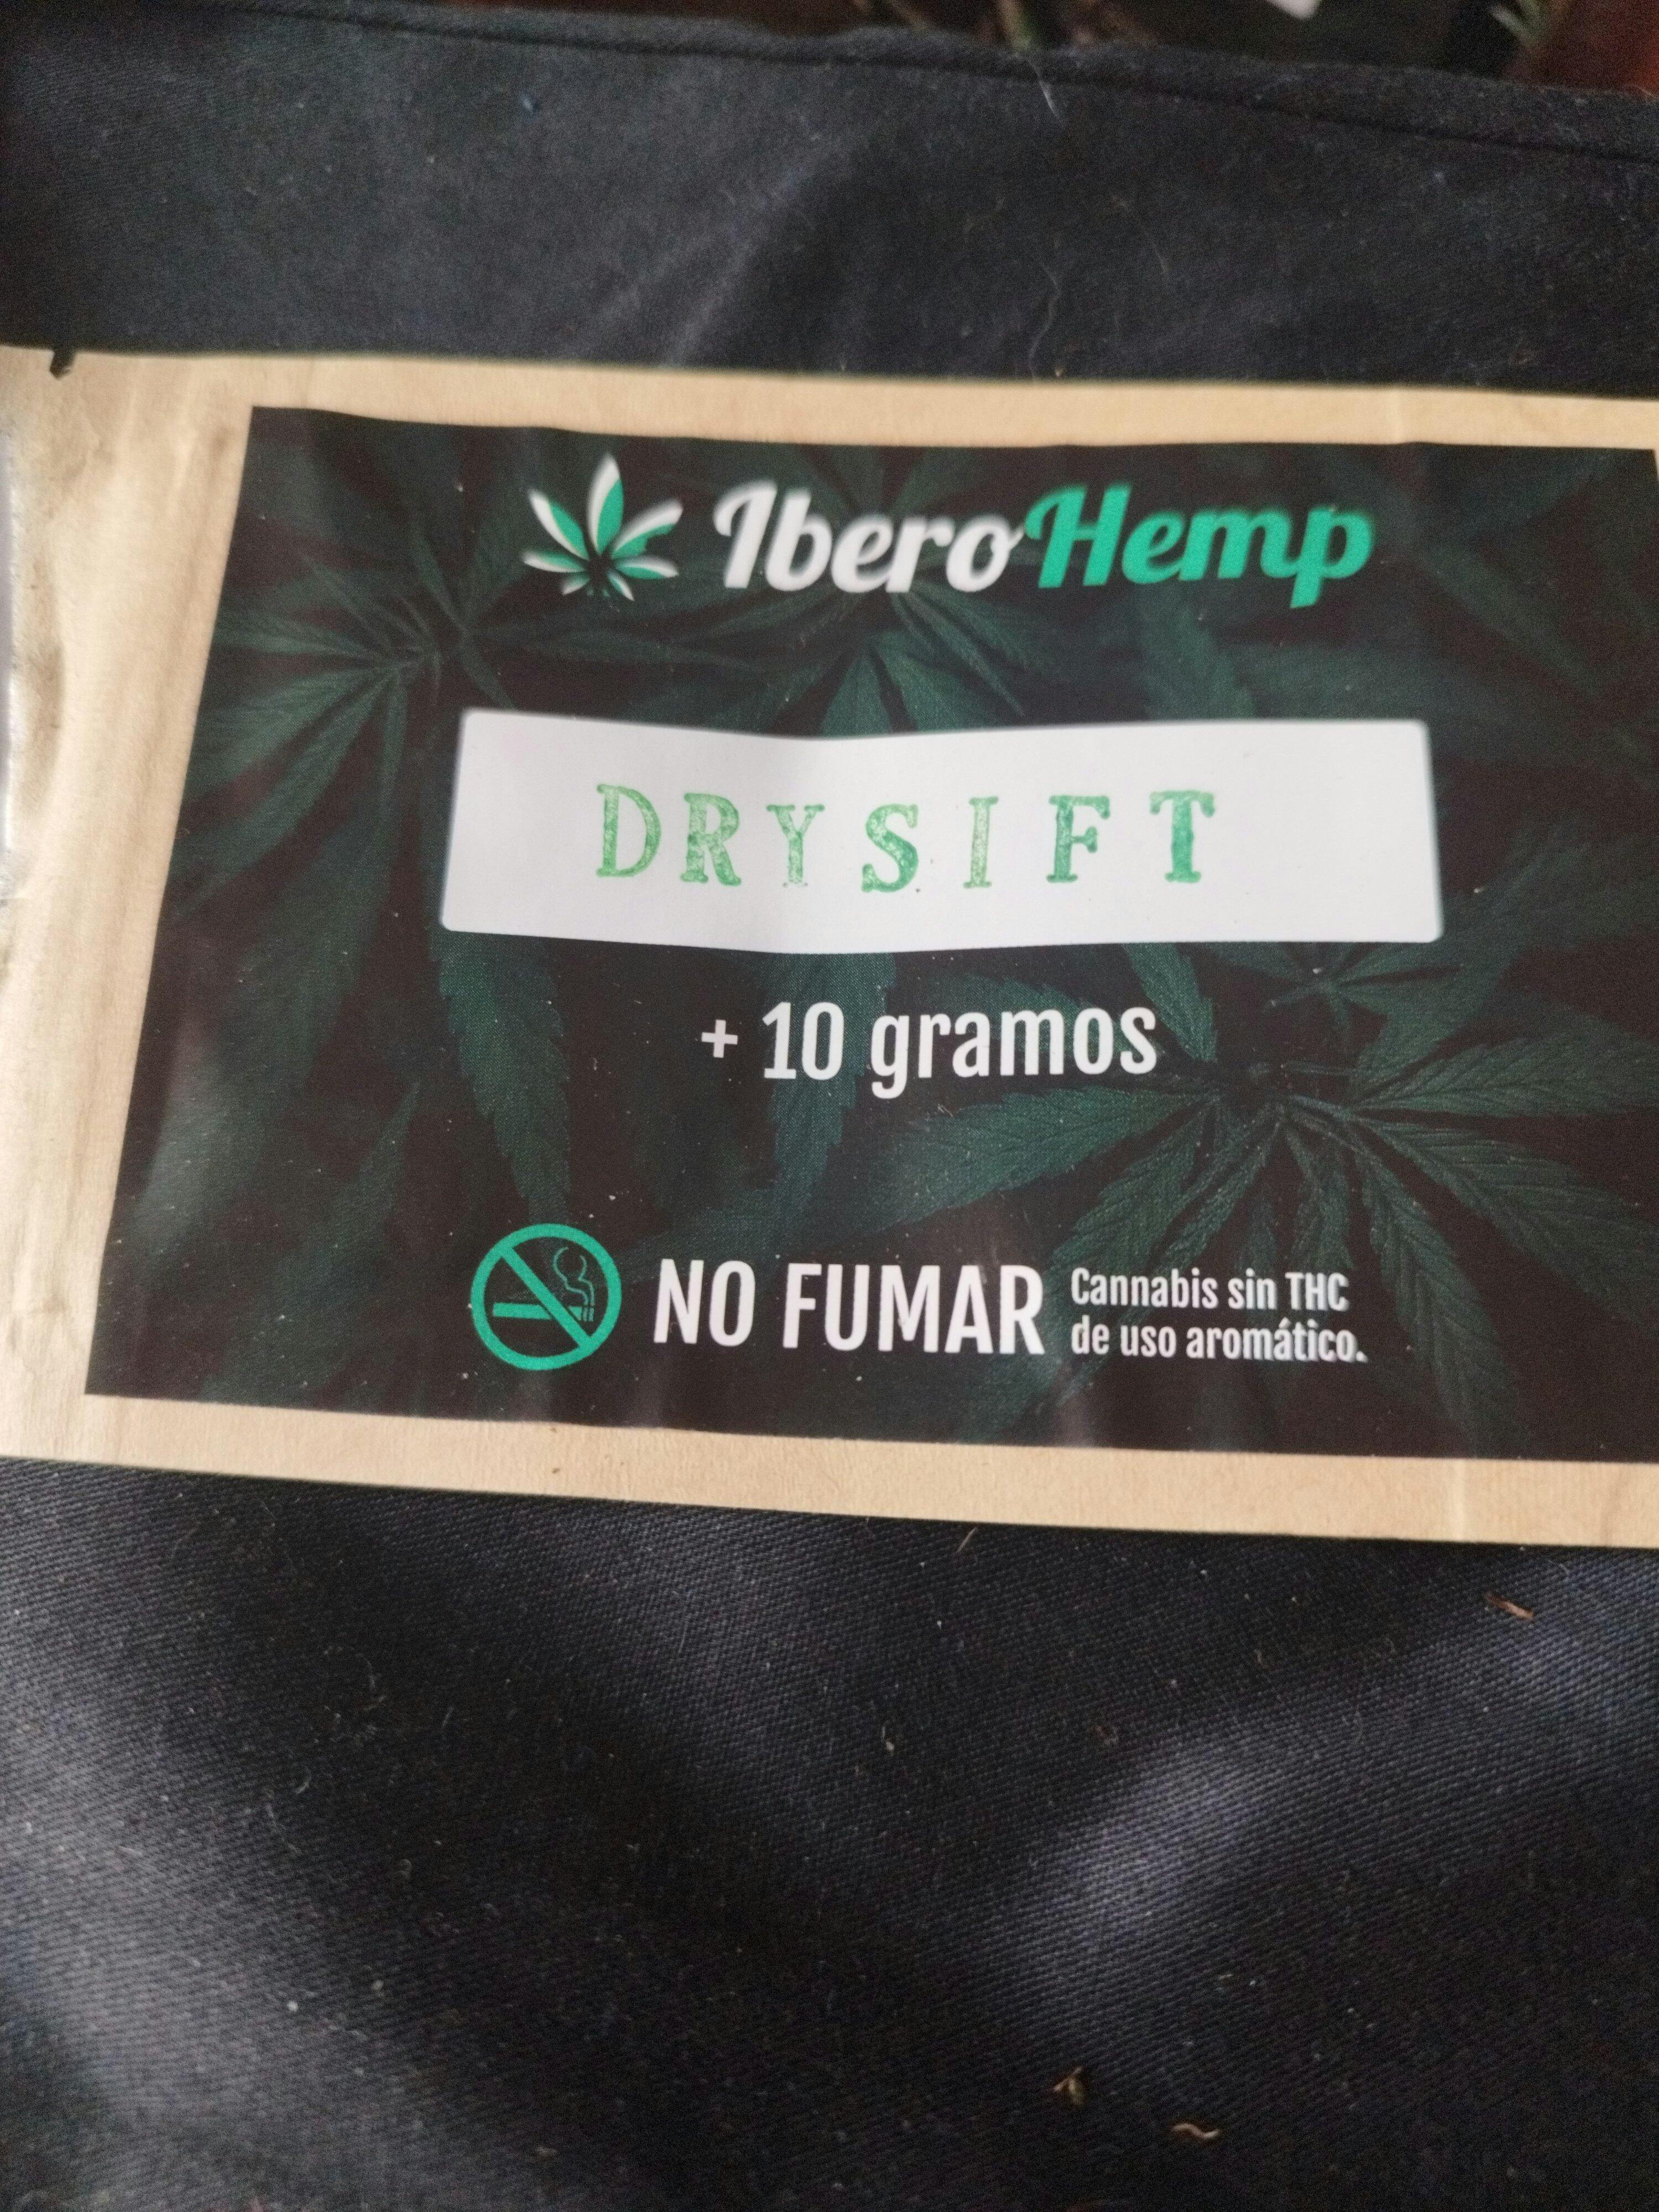 IberoHemp
DRYSIFT
+ 10 gramos
NO FUMAR
Cannabis sin THC
de uso aromático.